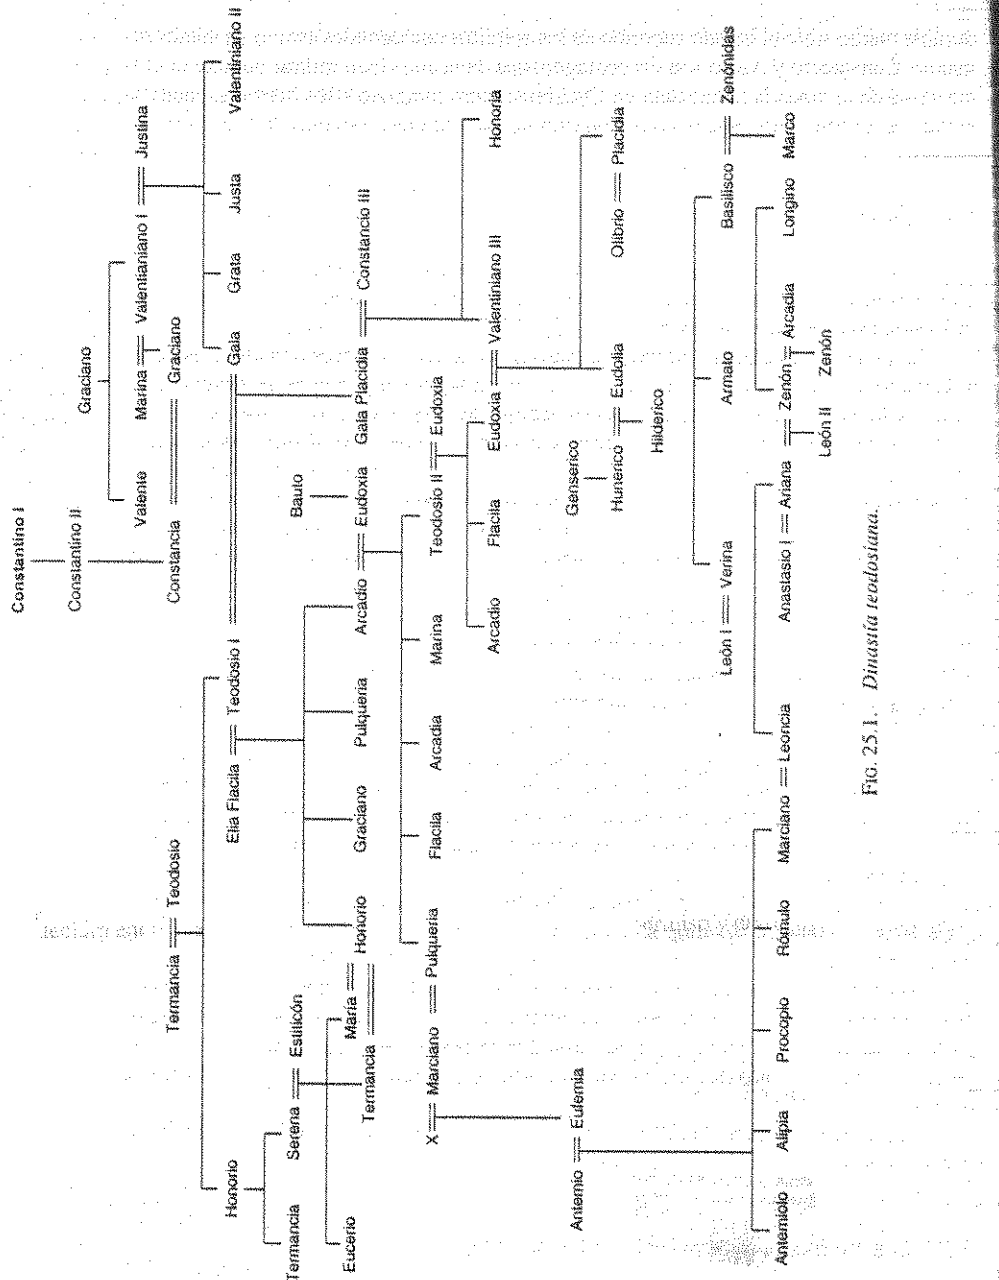 Constantino I
Constantino II
Graciano
Valente Marina Valentianiano I Justina
Constancia Graciano
Termancia Teodosio
Honorio Elia Flacila Teodosio I Gala Grata Justa Valentiniano II
Termancia Serena Estilicón Bauto
Eucerio María Honorio Graciano Pulqueria Arcadio Eudoxia Gala Placidia Constancio III
Termancia
X Marciano Pulqueria Flacila Arcadia Marina Teodosio II Eudoxia
Arcadio Flacila Eudoxia Valentiniano III Honoria
Antemio Eufemia Genserico
Hunerico Eudolia Olibrio Placidia
Hilderico
León I Verina Armato Basilisco Zenónidas
Antemiolo Alipia Procopio Rómulo Marciano Leoncia Anastasio I Ariana Zenón Arcadia Longino Marco
León II Zenón
FIG. 25.1. Dinastía teodosiana.